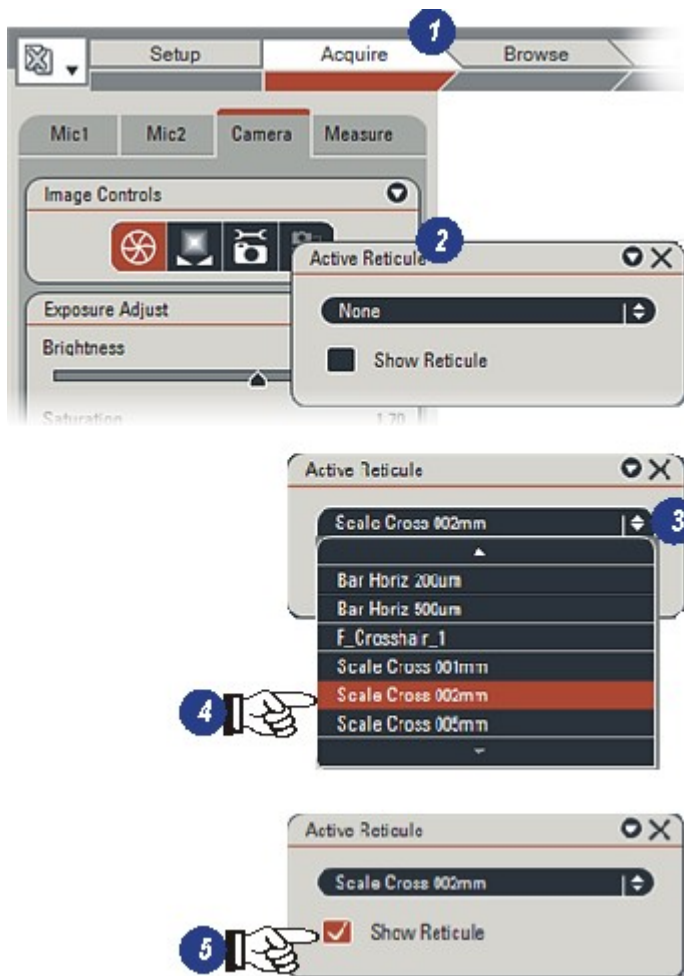 1
Setup Acquire Browse
Mic1 Mic2 Camera Measure
Image Controls
2
Active Reticule
None
Show Reticule
Exposure Adjust
Brightness
Saturation 1.70
Active Reticule
Scale Cross 002mm
3
Bar Horiz 200um
Bar Horiz 500um
F_Crosshair_1
Scale Cross 001mm
4
Scale Cross 002mm
Scale Cross 005mm
Active Reticule
Scale Cross 002mm
5
Show Reticule